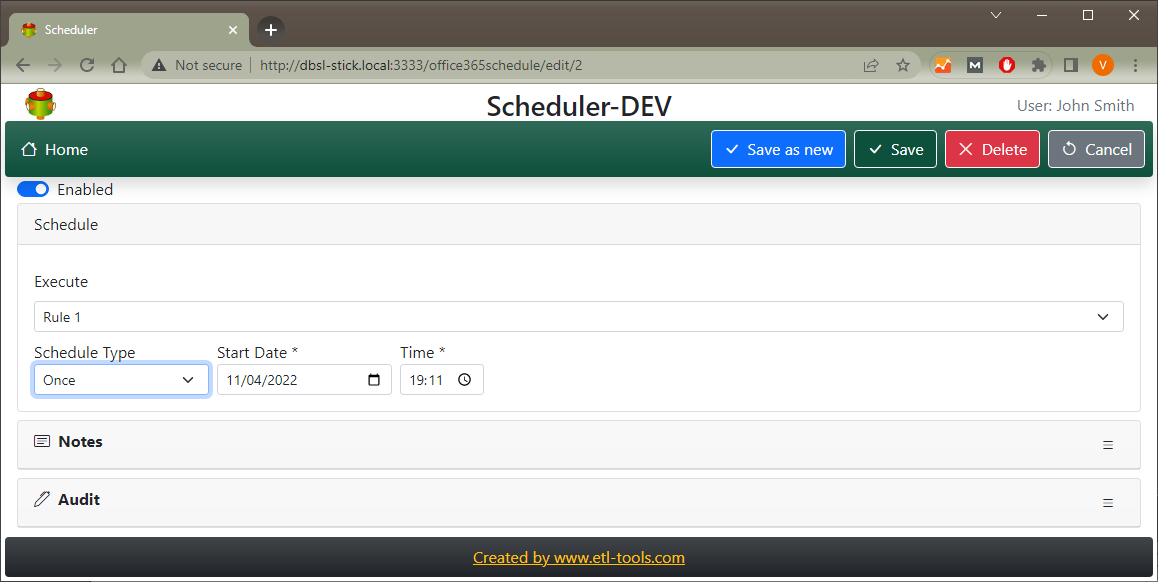 Scheduler
Not secure http://dbsl-stick.local:3333/office365schedule/edit/2
M V
Scheduler-DEV
User: John Smith
Home Save as new Save Delete Cancel
Enabled
Schedule
Execute
Rule 1
Schedule Type Start Date * Time *
Once 11/04/2022 19:11
Notes
Audit
Created by www.etl-tools.com